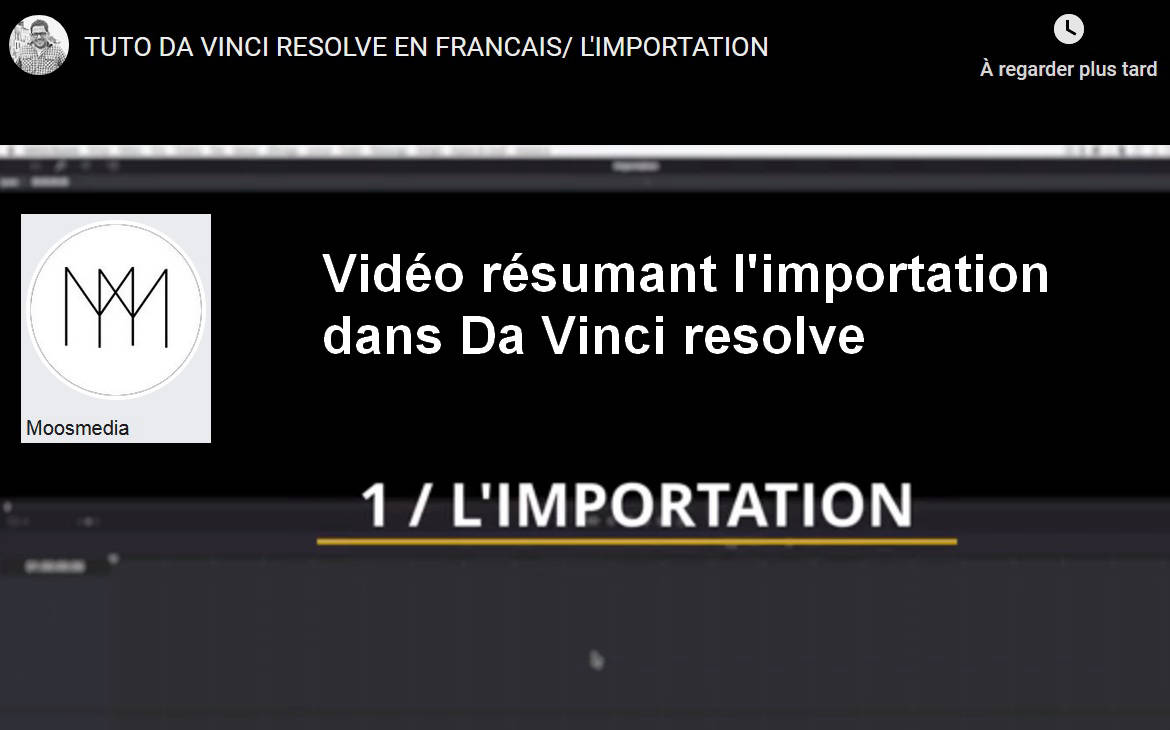 TUTO DA VINCI RESOLVE EN FRANCAIS/ L'IMPORTATION
À regarder plus tard
Vidéo résumant l'importation
dans Da Vinci resolve
Moosmedia
1 / L'IMPORTATION